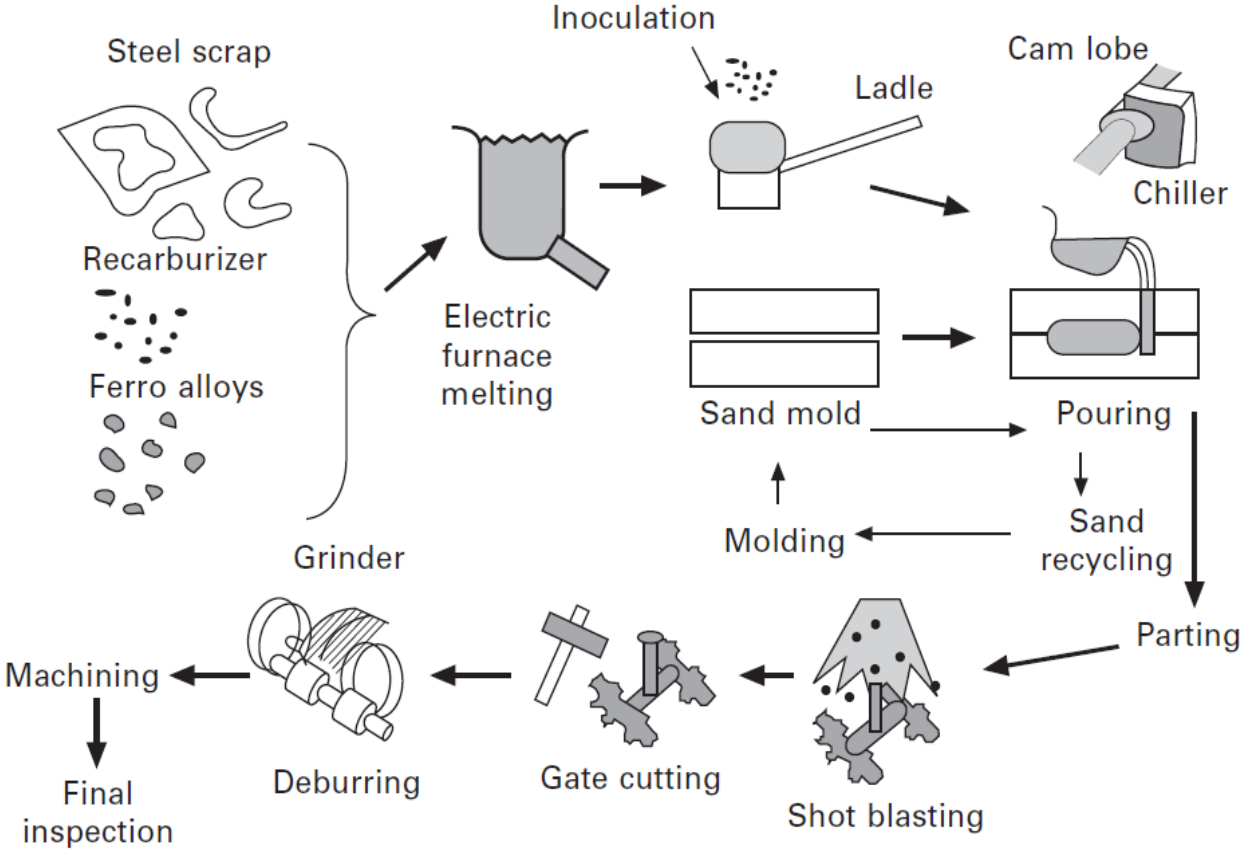 Inoculation
Steel scrap
Cam lobe
Ladle
Chiller
Recarburizer
Electric
furnace
melting
Ferro alloys
Sand mold
Pouring
Sand
recycling
Molding
Grinder
Parting
Machining
Deburring
Gate cutting
Shot blasting
Final
inspection